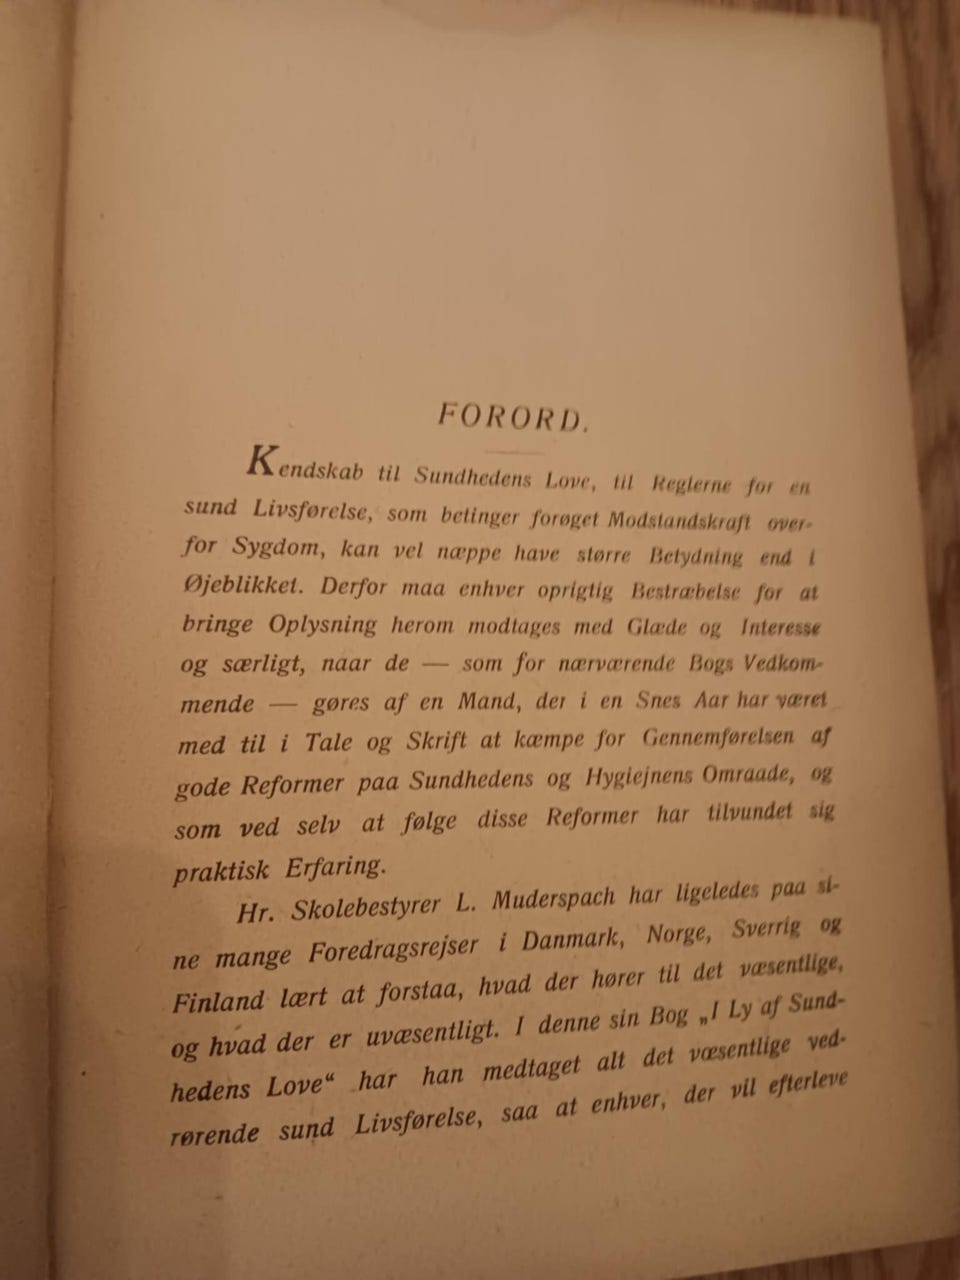 FORORD.
Kendskab til Sundhedens Love, til Reglerne for en
sund Livsførelse, som betinger forøget Modstandskraft over-
for Sygdom, kan vel næppe have større Betydning end i
Øjeblikket. Derfor maa enhver oprigtig Bestræbelse for at
bringe Oplysning herom modtages med Glæde og Interesse
og særligt, naar de — som for nærværende Bogs Vedkom-
mende — gøres af en Mand, der i en Snes Aar har været
med til i Tale og Skrift at kæmpe for Gennemførelsen af
gode Reformer paa Sundhedens og Hygiejnens Omraade, og
som ved selv at følge disse Reformer har tilvundet sig
praktisk Erfaring.
Hr. Skolebestyrer L. Muderspach har ligeledes paa si-
ne mange Foredragsrejser i Danmark, Norge, Sverrig og
Finland lært at forstaa, hvad der hører til det væsentlige,
og hvad der er uvæsentligt. I denne sin Bog „I Ly af Sund-
hedens Love“ har han medtaget alt det væsentlige ved-
rørende sund Livsførelse, saa at enhver, der vil efterleve